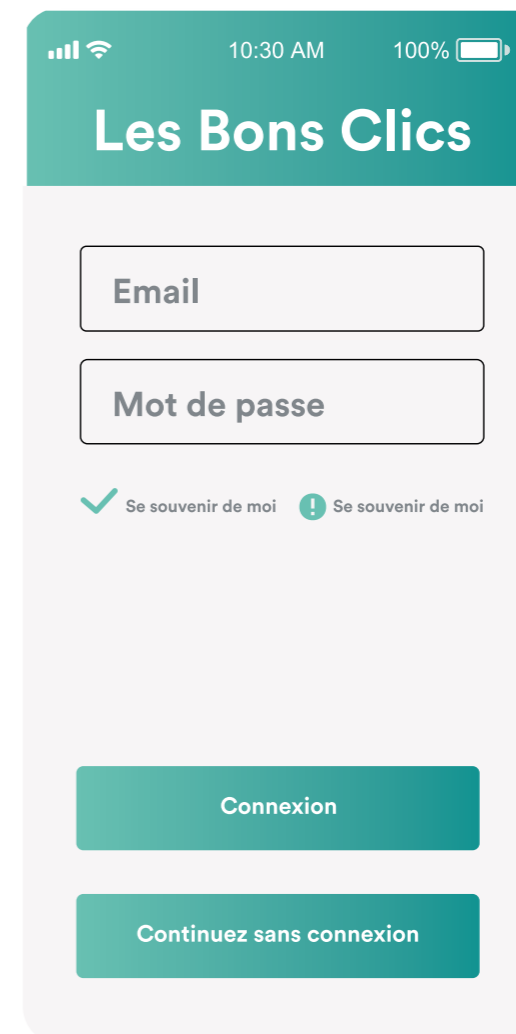 10:30 AM 100%
Les Bons Clics
Email
Mot de passe
Se souvenir de moi Se souvenir de moi
Connexion
Continuez sans connexion